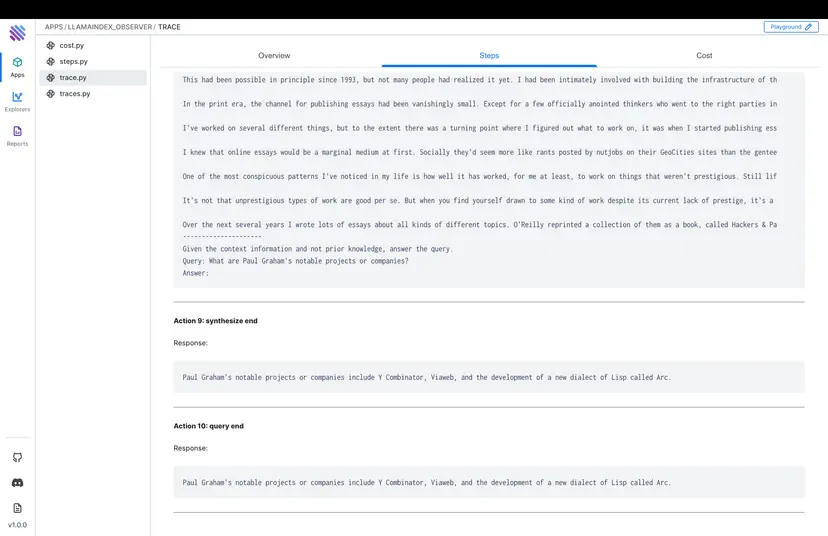 APPS / LLAMAINDEX_OBSERVER / TRACE
Playground
Apps
Explorers
Reports
v1.0.0
cost.py
steps.py
trace.py
traces.py
Overview
Steps
Cost
This had been possible in principle since 1993, but not many people had realized it yet. I had been intimately involved with building the infrastructure of th
In the print era, the channel for publishing essays had been vanishingly small. Except for a few officially anointed thinkers who went to the right parties in
I've worked on several different things, but to the extent there was a turning point where I figured out what to work on, it was when I started publishing ess
I knew that online essays would be a marginal medium at first. Socially they'd seem more like rants posted by nutjobs on their GeoCities sites than the gentee
One of the most conspicuous patterns I've noticed in my life is how well it has worked, for me at least, to work on things that weren't prestigious. Still lif
It's not that unprestigious types of work are good per se. But when you find yourself drawn to some kind of work despite its current lack of prestige, it's a
Over the next several years I wrote lots of essays about all kinds of different topics. O'Reilly reprinted a collection of them as a book, called Hackers & Pa
---------------------
Given the context information and not prior knowledge, answer the query.
Query: What are Paul Graham's notable projects or companies?
Answer:
Action 9: synthesize end
Response:
Paul Graham's notable projects or companies include Y Combinator, Viaweb, and the development of a new dialect of Lisp called Arc.
Action 10: query end
Response:
Paul Graham's notable projects or companies include Y Combinator, Viaweb, and the development of a new dialect of Lisp called Arc.